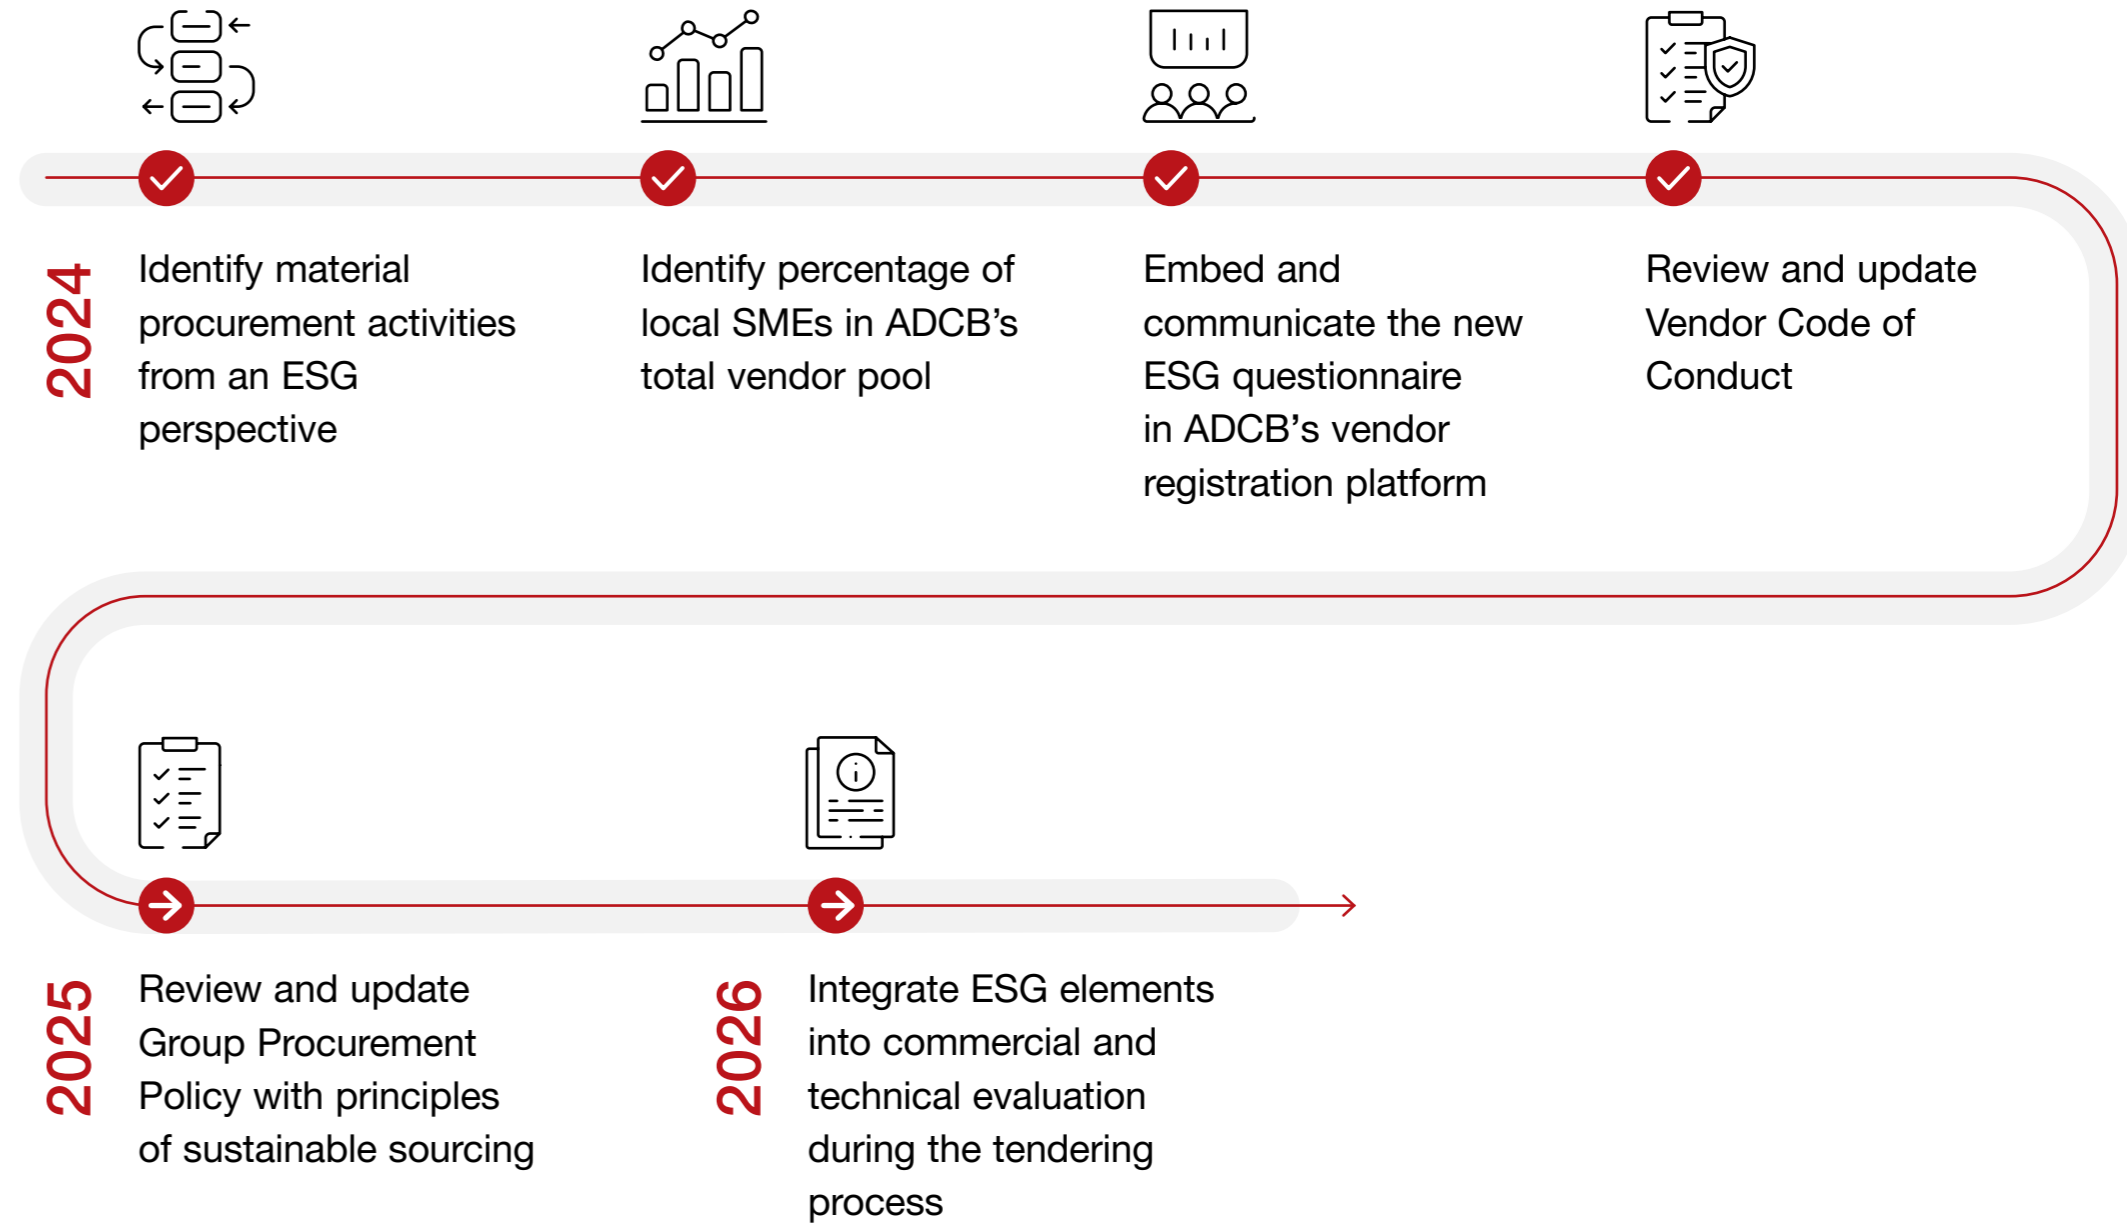 2024
Identify material
procurement activities
from an ESG
perspective
Identify percentage of
local SMEs in ADCB’s
total vendor pool
Embed and
communicate the new
ESG questionnaire
in ADCB’s vendor
registration platform
Review and update
Vendor Code of
Conduct
2025
Review and update
Group Procurement
Policy with principles
of sustainable sourcing
2026
Integrate ESG elements
into commercial and
technical evaluation
during the tendering
process